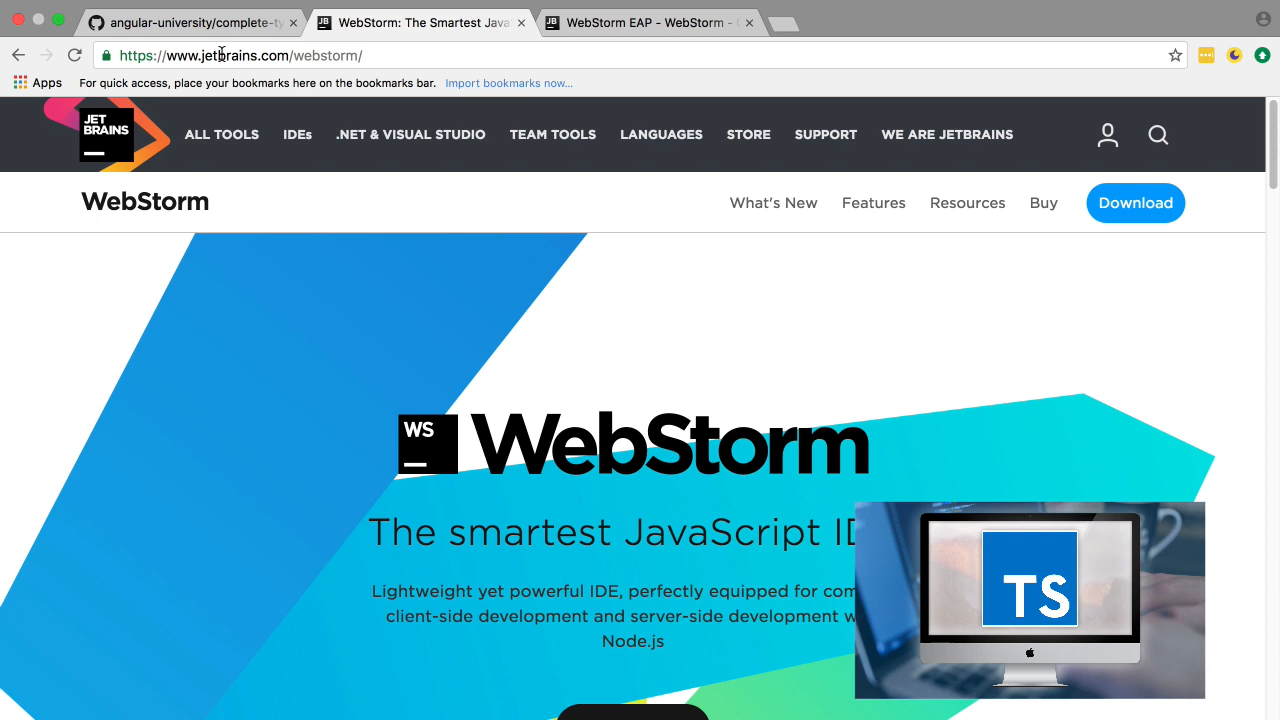 angular-university/complete-ty
WebStorm: The Smartest Java
WebStorm EAP - WebStorm -
https://www.jetbrains.com/webstorm/
Apps
For quick access, place your bookmarks here on the bookmarks bar.
Import bookmarks now...
JET
BRAINS
ALL TOOLS
IDEs
.NET & VISUAL STUDIO
TEAM TOOLS
LANGUAGES
STORE
SUPPORT
WE ARE JETBRAINS
WebStorm
What's New
Features
Resources
Buy
Download
WS
WebStorm
The smartest JavaScript ID
Lightweight yet powerful IDE, perfectly equipped for com
client-side development and server-side development w
Node.js
TS